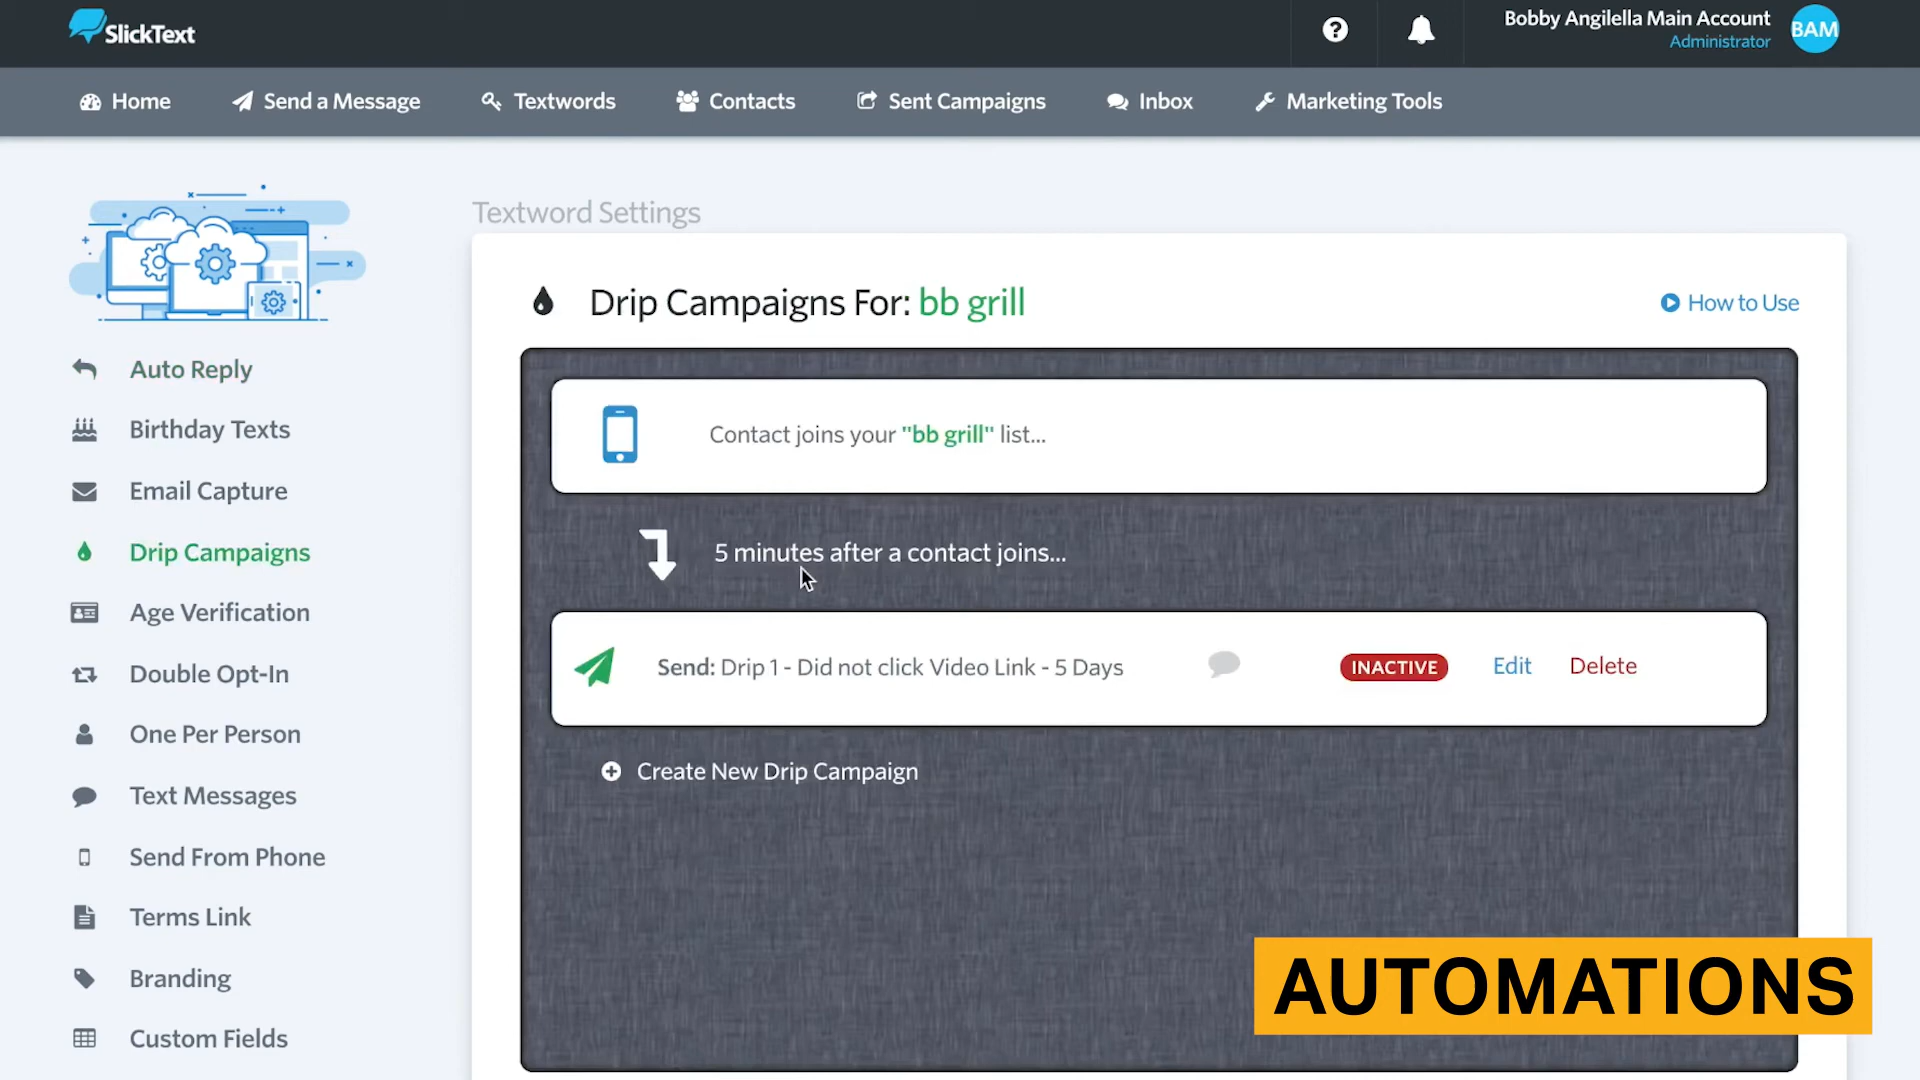 SlickText
Bobby Angilella Main Account
Administrator
BAM
Home
Send a Message
Textwords
Contacts
Sent Campaigns
Inbox
Marketing Tools
Textword Settings
Drip Campaigns For: bb grill
How to Use
Auto Reply
Birthday Texts
Email Capture
Drip Campaigns
Age Verification
Double Opt-In
One Per Person
Text Messages
Send From Phone
Terms Link
Branding
Custom Fields
Contact joins your "bb grill" list...
5 minutes after a contact joins...
Send: Drip 1 - Did not click Video Link - 5 Days
INACTIVE
Edit
Delete
Create New Drip Campaign
AUTOMATIONS